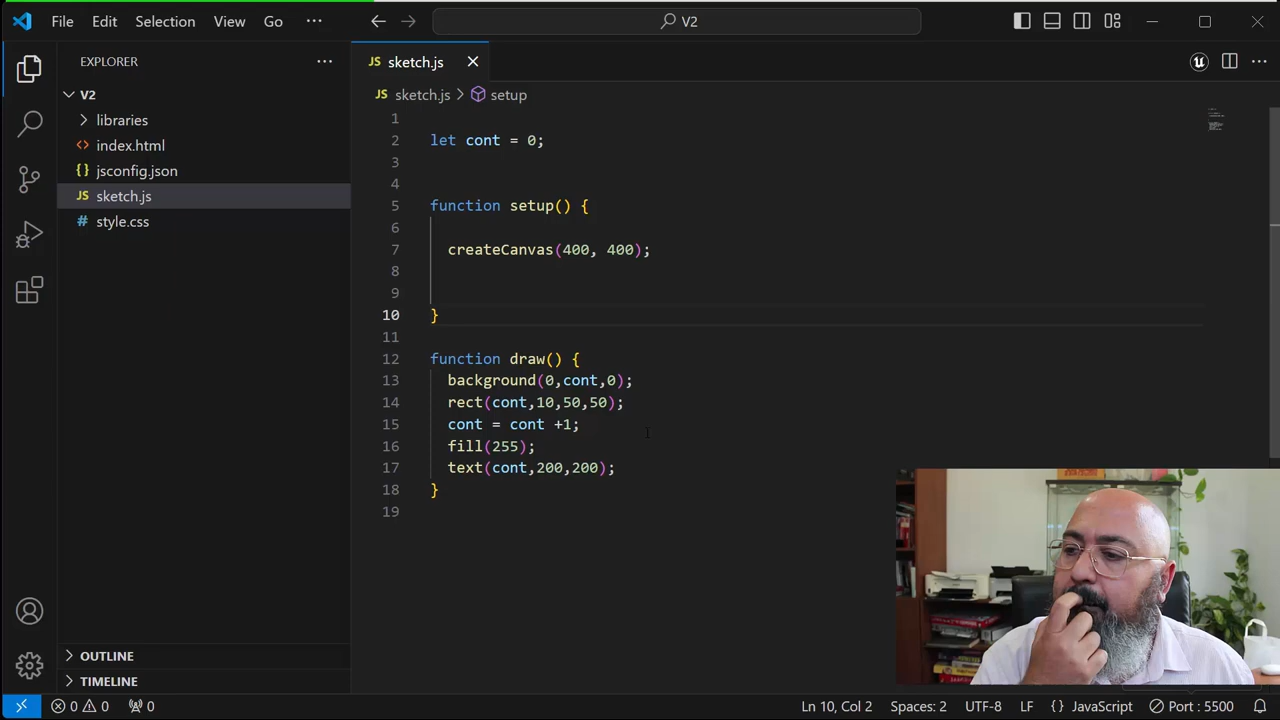 File Edit Selection View Go ··· V2
EXPLORER ···
JS sketch.js
V2
JS sketch.js > setup
libraries
<> index.html
{} jsconfig.json
JS sketch.js
# style.css
1
2 let cont = 0;
3
4
5 function setup() {
6
7 createCanvas(400, 400);
8
9
10 }
11
12 function draw() {
13 background(0,cont,0);
14 rect(cont,10,50,50);
15 cont = cont +1;
16 fill(255);
17 text(cont,200,200);
18 }
19
OUTLINE
TIMELINE
0 0 0 Ln 10, Col 2 Spaces: 2 UTF-8 LF {} JavaScript Port : 5500